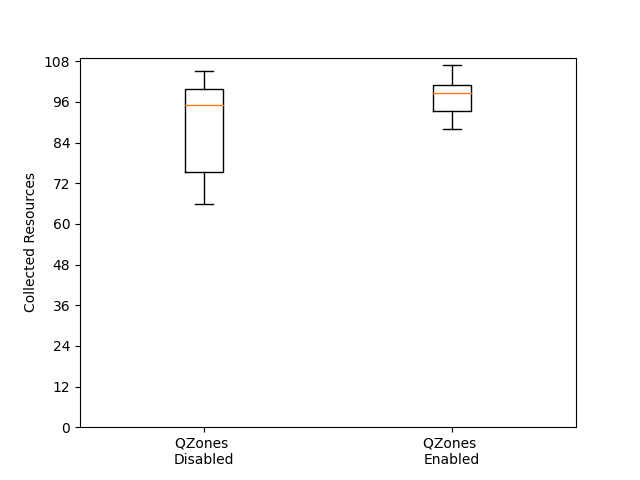 108
96
84
72
60
48
36
24
12
0
Collected Resources
QZones
Disabled
QZones
Enabled